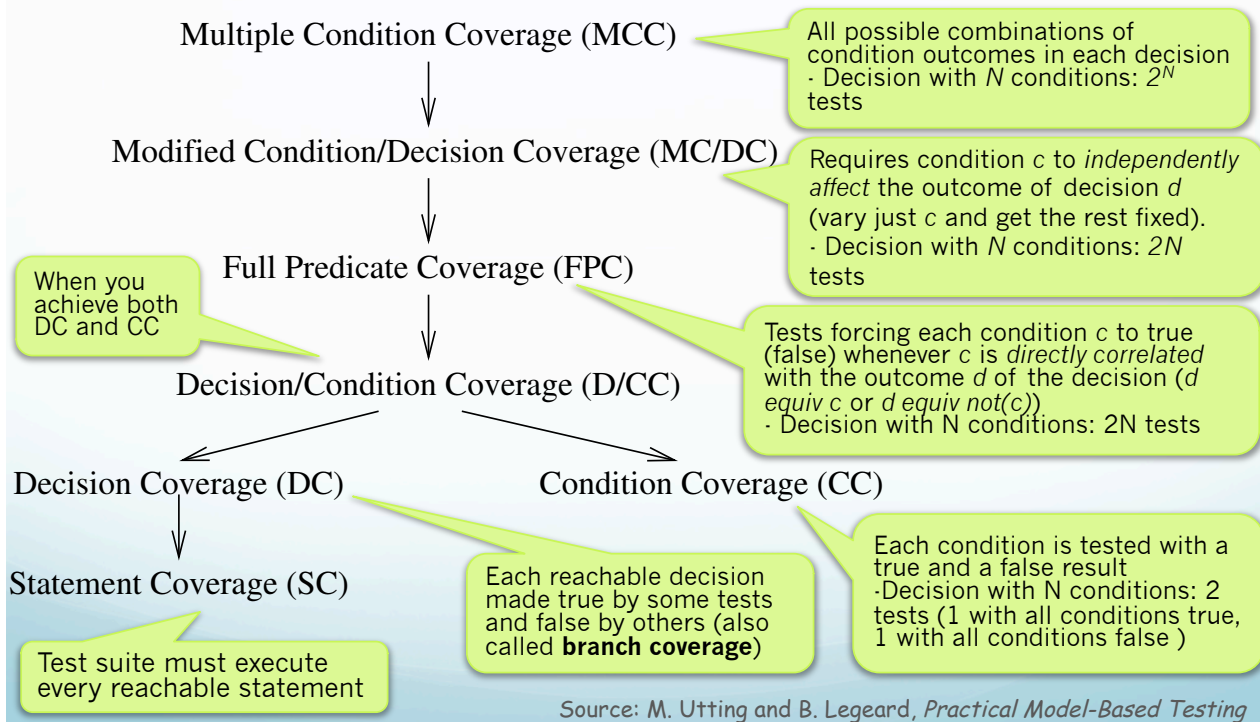 Multiple Condition Coverage (MCC)
All possible combinations of
condition outcomes in each decision
- Decision with N conditions: 2^N
tests
Modified Condition/Decision Coverage (MC/DC)
Requires condition c to independently
affect the outcome of decision d
(vary just c and get the rest fixed).
- Decision with N conditions: 2N
tests
Full Predicate Coverage (FPC)
When you
achieve both
DC and CC
Tests forcing each condition c to true
(false) whenever c is directly correlated
with the outcome d of the decision (d
equiv c or d equiv not(c))
- Decision with N conditions: 2N tests
Decision/Condition Coverage (D/CC)
Decision Coverage (DC)
Condition Coverage (CC)
Each condition is tested with a
true and a false result
-Decision with N conditions: 2
tests (1 with all conditions true,
1 with all conditions false )
Each reachable decision
made true by some tests
and false by others (also
called branch coverage)
Statement Coverage (SC)
Test suite must execute
every reachable statement
Source: M. Utting and B. Legeard, Practical Model-Based Testing